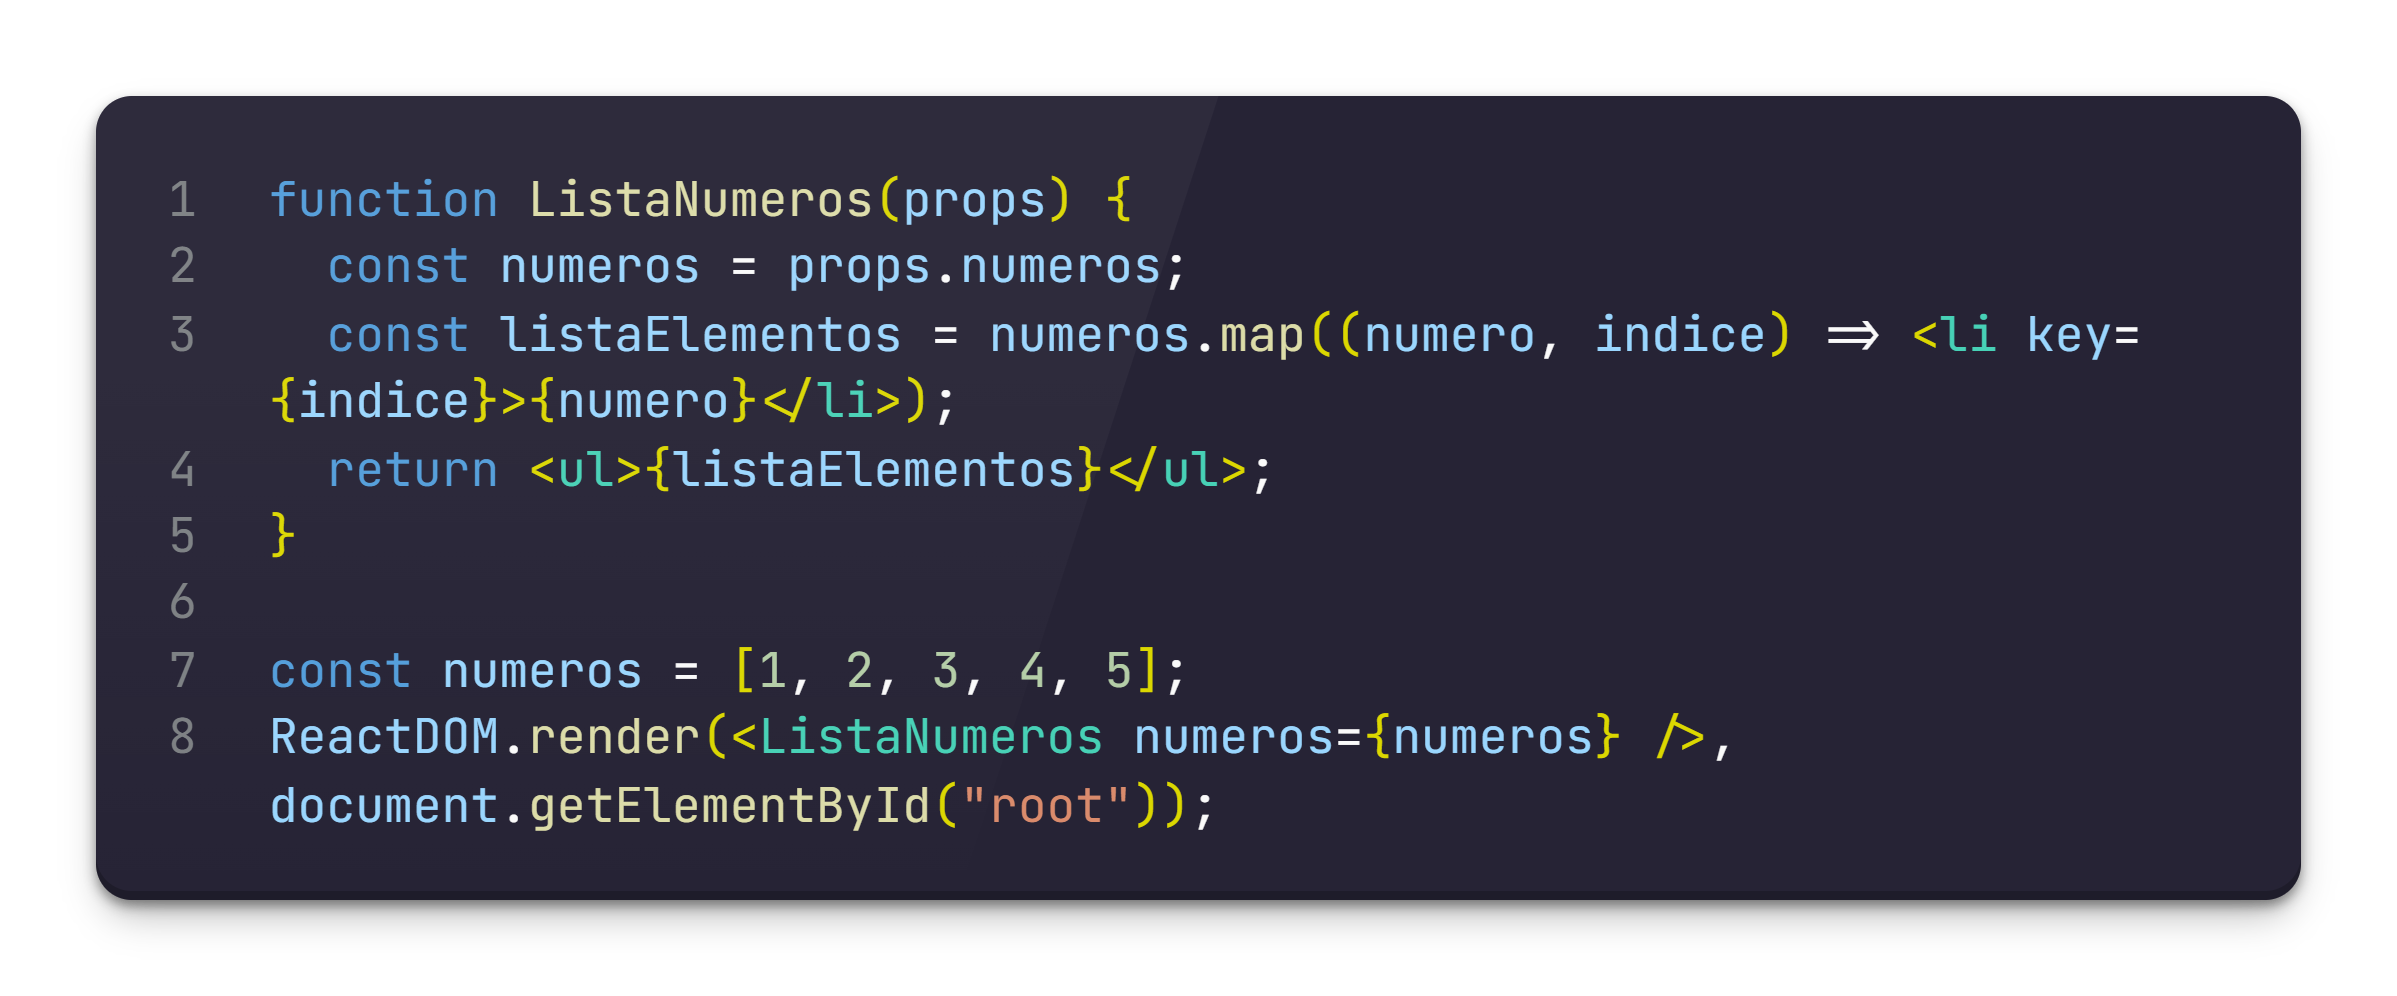 1 function ListaNumeros(props) {
2   const numeros = props.numeros;
3   const listaElementos = numeros.map((numero, indice) => <li key=
{indice}>{numero}</li>);
4   return <ul>{listaElementos}</ul>;
5 }
6
7 const numeros = [1, 2, 3, 4, 5];
8 ReactDOM.render(<ListaNumeros numeros={numeros} />,
document.getElementById("root"));